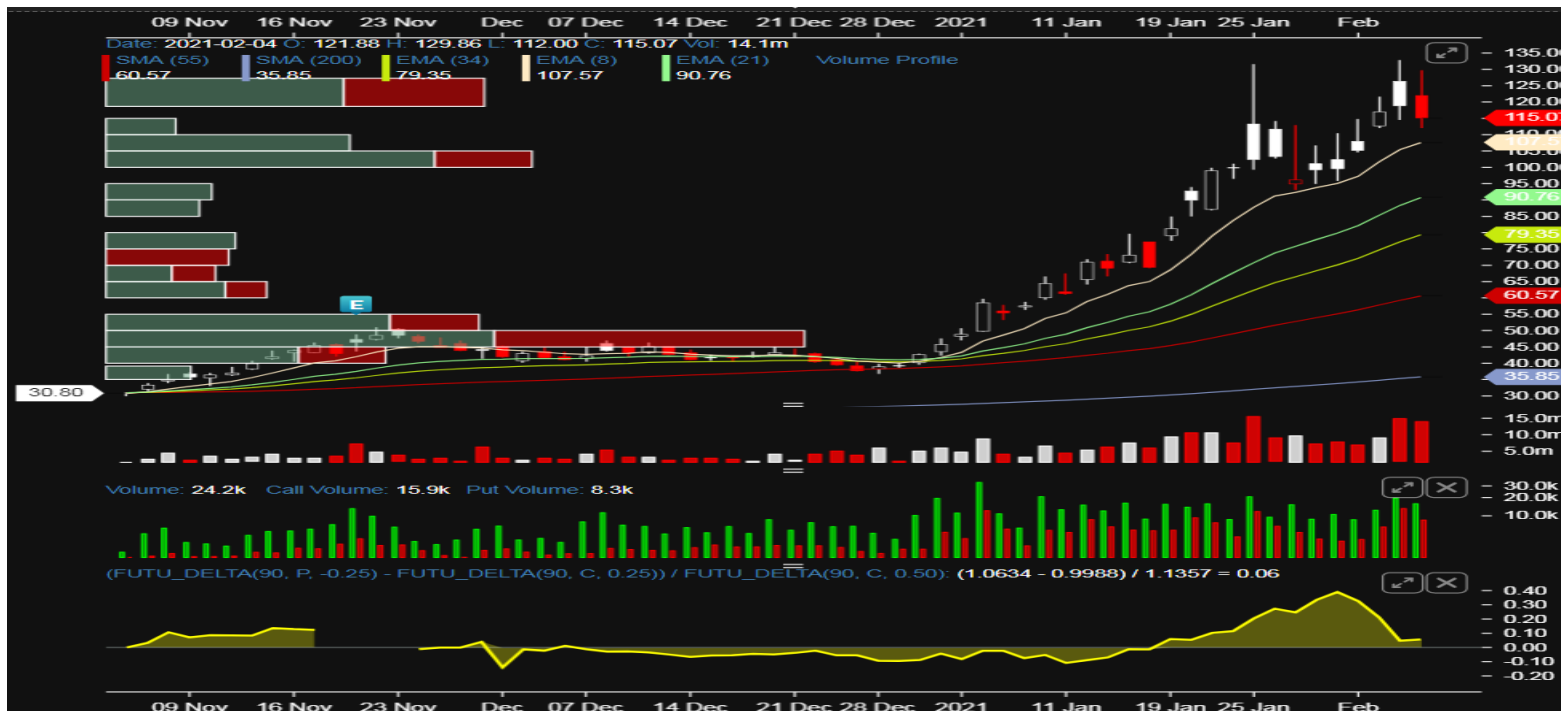 09 Nov 16 Nov 23 Nov Dec 07 Dec 14 Dec 21 Dec 28 Dec 2021 11 Jan 19 Jan 25 Jan Feb
Date: 2021-02-04 O: 121.88 H: 129.86 L: 112.00 C: 115.07 Vol: 14.1m
SMA (55) SMA (200) EMA (34) EMA (8) EMA (21) Volume Profile
60.57 35.85 79.35 107.57 90.76
135.00
130.00
125.00
120.00
115.07
110.00
105.00
100.00
95.00
90.76
85.00
79.35
75.00
70.00
65.00
60.57
55.00
E
50.00
45.00
40.00
35.85
30.80
30.00
15.0m
10.0m
5.0m
Volume: 24.2k Call Volume: 15.9k Put Volume: 8.3k
30.0k
20.0k
10.0k
(FUTU_DELTA(90, P, -0.25) - FUTU_DELTA(90, C, 0.25)) / FUTU_DELTA(90, C, 0.50): (1.0634 - 0.9988) / 1.1357 = 0.06
0.40
0.30
0.20
0.10
0.00
-0.10
-0.20
09 Nov 16 Nov 23 Nov Dec 07 Dec 14 Dec 21 Dec 28 Dec 2021 11 Jan 19 Jan 25 Jan Feb